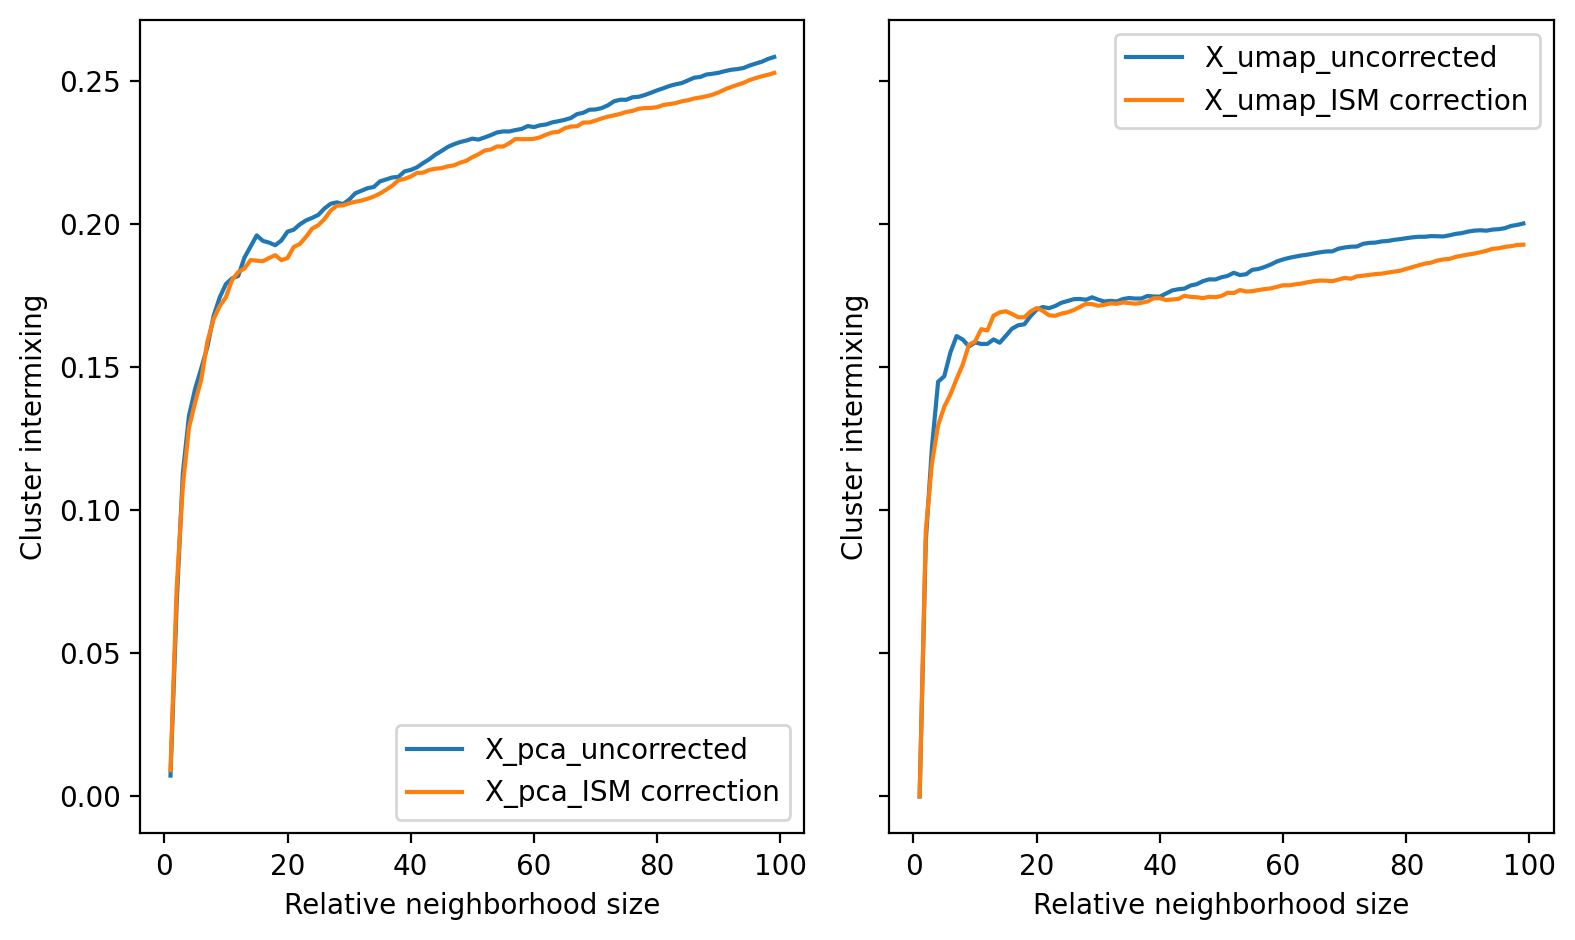 Cluster intermixing
0.25
0.20
0.15
0.10
0.05
0.00
X_pca_uncorrected
X_pca_ISM correction
0 20 40 60 80 100
Relative neighborhood size
Cluster intermixing
X_umap_uncorrected
X_umap_ISM correction
0 20 40 60 80 100
Relative neighborhood size